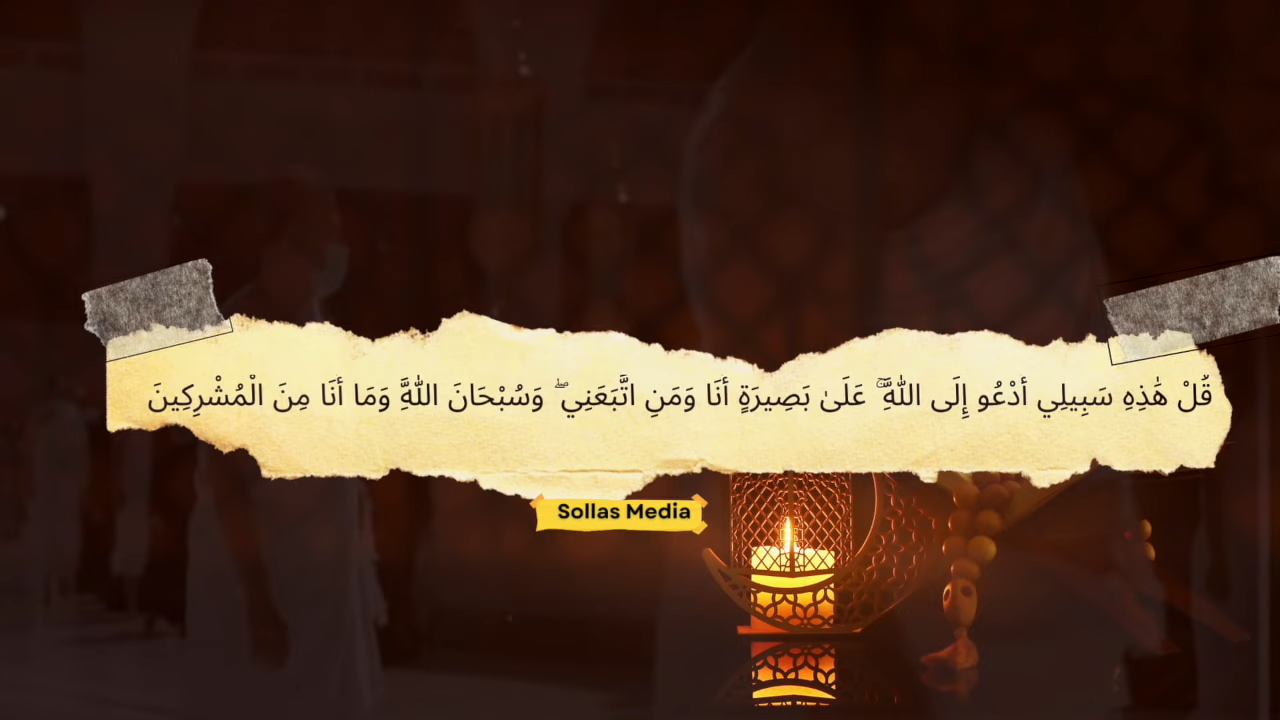 قُلْ هَٰذِهِ سَبِيلِي أَدْعُو إِلَى اللَّهِ ۚ عَلَىٰ بَصِيرَةٍ أَنَا وَمَنِ اتَّبَعَنِي ۖ وَسُبْحَانَ اللَّهِ وَمَا أَنَا مِنَ الْمُشْرِكِينَ
Sollas Media